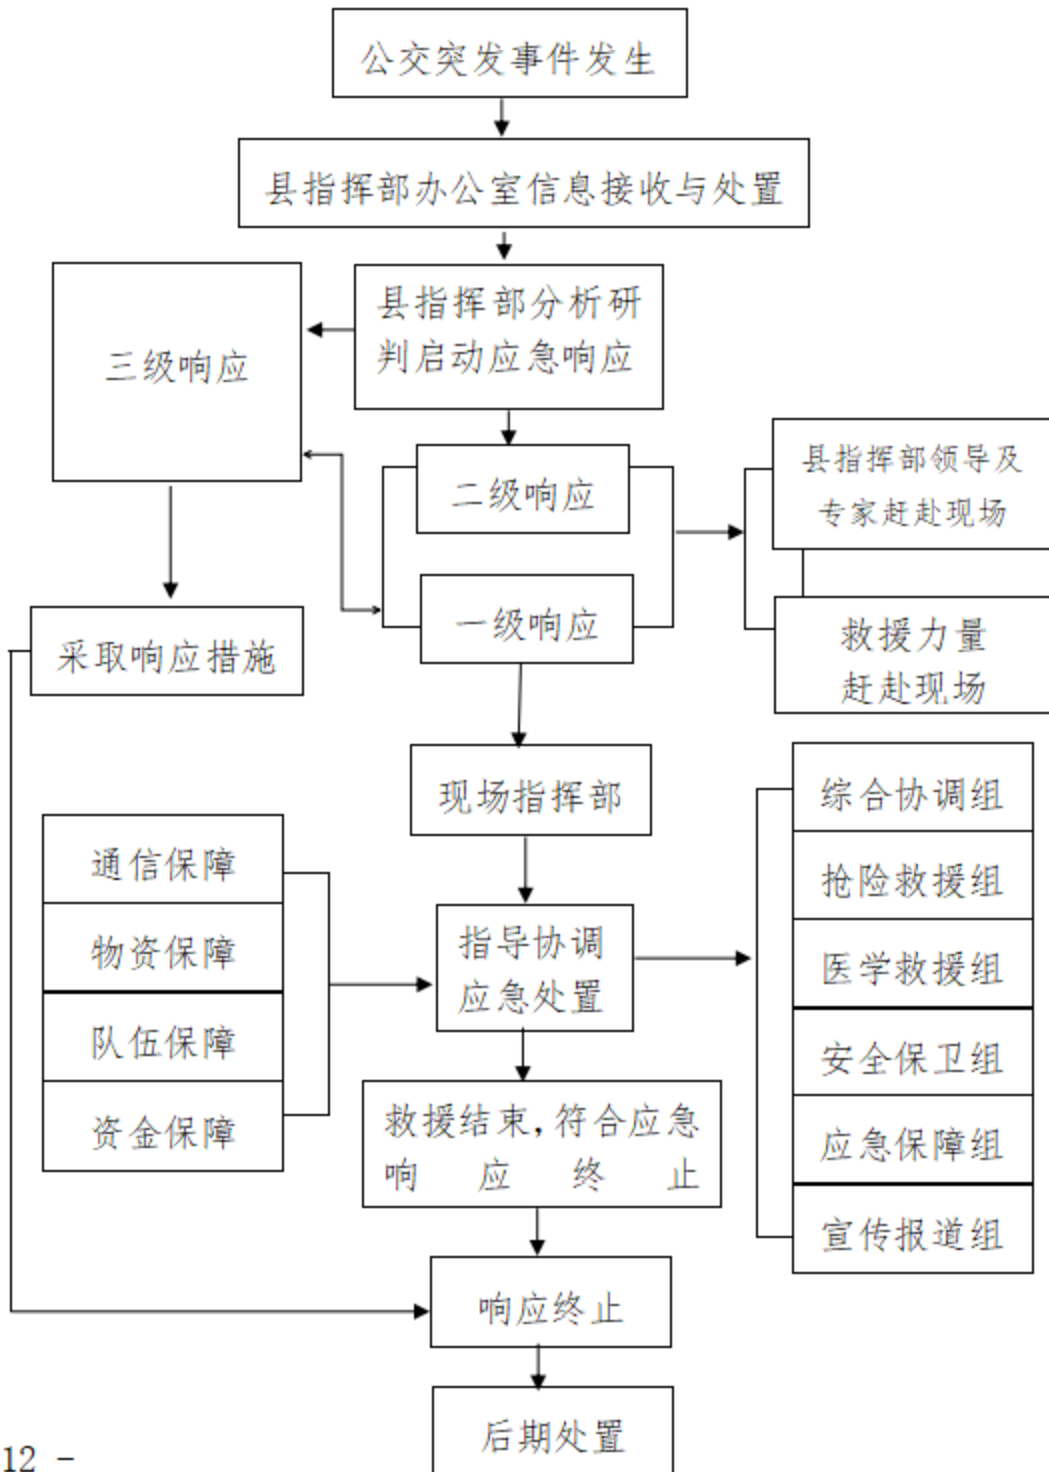 公交突发事件发生
县指挥部办公室信息接收与处置
县指挥部分析研
判启动应急响应
三级响应
二级响应
县指挥部领导及
专家赶赴现场
一级响应
救援力量
赶赴现场
采取响应措施
现场指挥部
综合协调组
抢险救援组
医学救援组
安全保卫组
应急保障组
宣传报道组
通信保障
物资保障
队伍保障
资金保障
指导协调
应急处置
救援结束,符合应急
响应终止
响应终止
后期处置
12 -